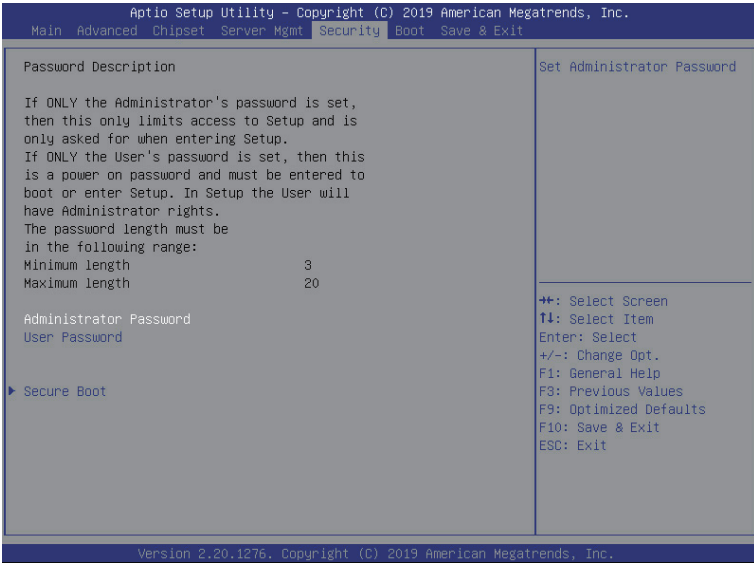 Aptio Setup Utility – Copyright (C) 2019 American Megatrends, Inc.
Main Advanced Chipset Server Mgmt Security Boot Save & Exit
Password Description
If ONLY the Administrator's password is set,
then this only limits access to Setup and is
only asked for when entering Setup.
If ONLY the User's password is set, then this
is a power on password and must be entered to
boot or enter Setup. In Setup the User will
have Administrator rights.
The password length must be
in the following range:
Minimum length 3
Maximum length 20
Administrator Password
User Password
Secure Boot
Set Administrator Password
→←: Select Screen
↑↓: Select Item
Enter: Select
+/-: Change Opt.
F1: General Help
F3: Previous Values
F9: Optimized Defaults
F10: Save & Exit
ESC: Exit
Version 2.20.1276. Copyright (C) 2019 American Megatrends, Inc.